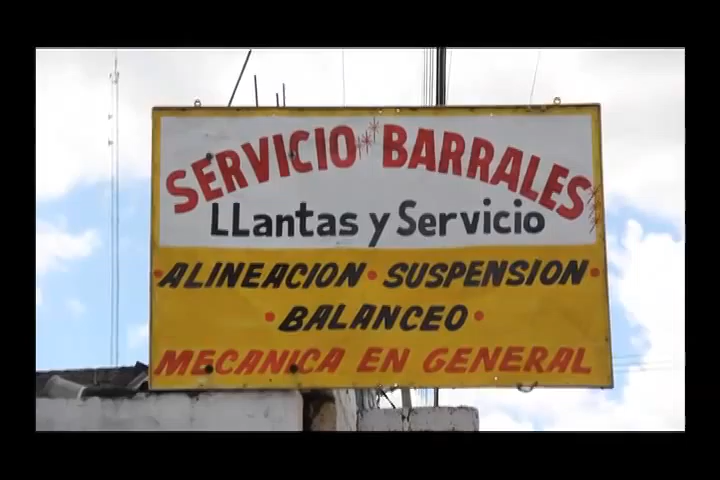 SERVICIO BARRALES
LLantas y Servicio
ALINEACION • SUSPENSION •
• BALANCEO •
MECANICA EN GENERAL